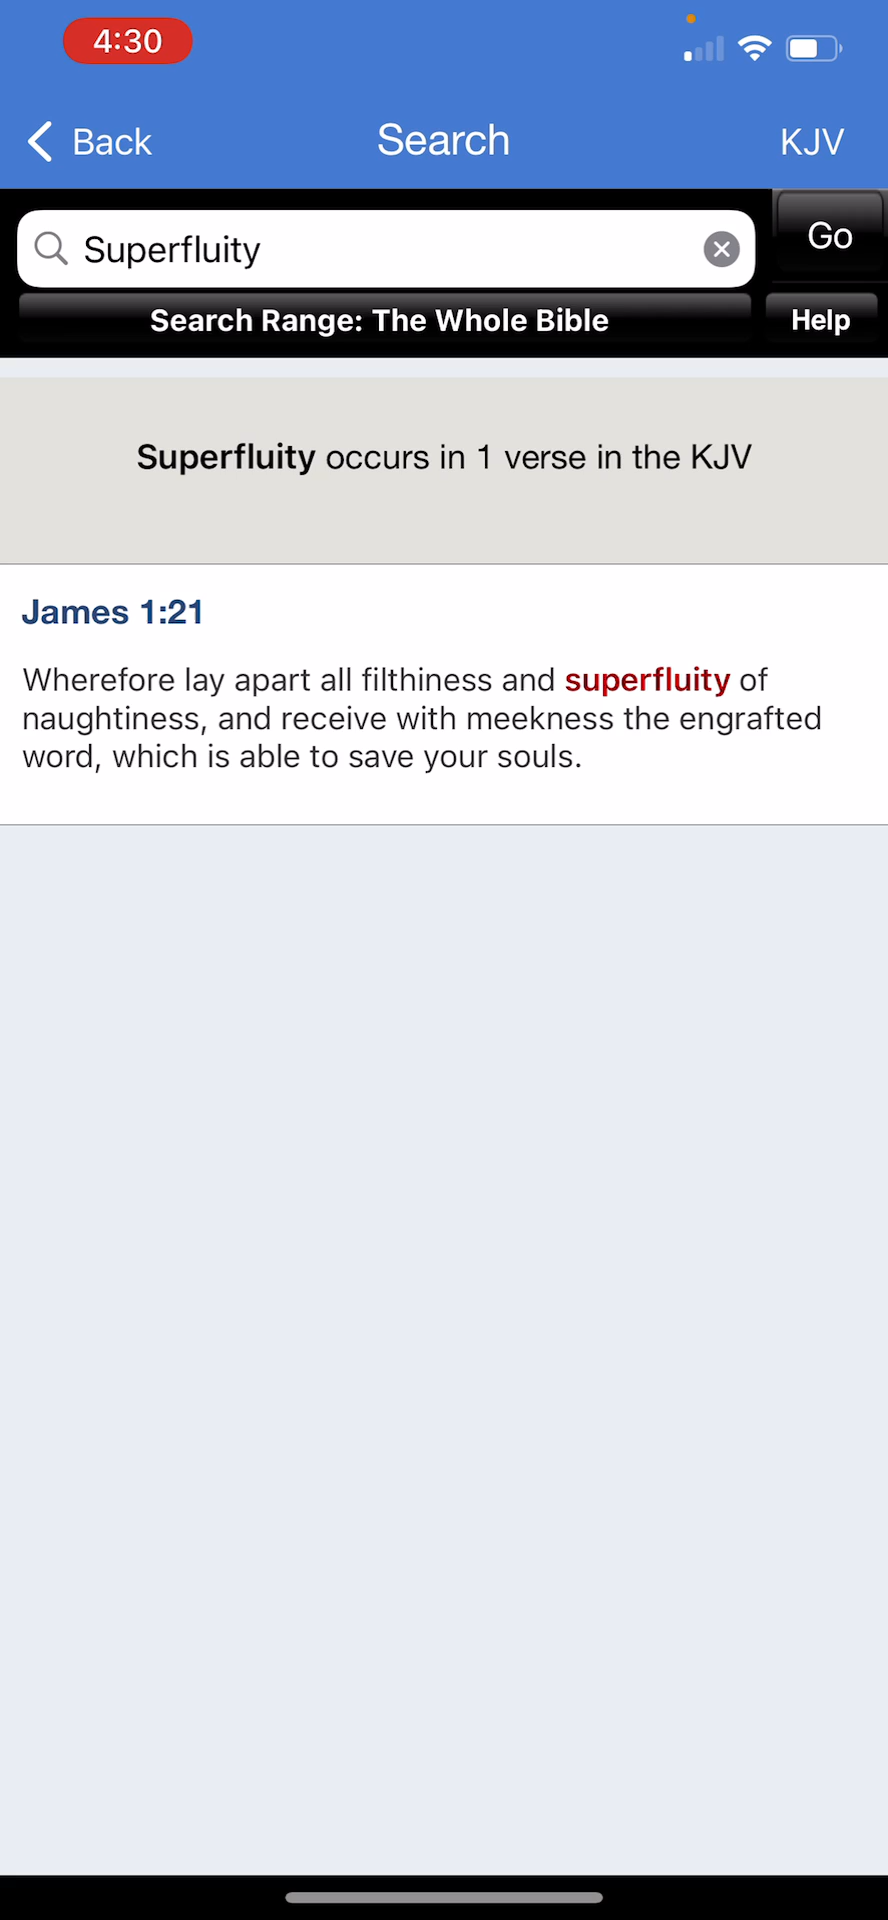 4:30
Back
Search
KJV
Superfluity
Go
Search Range: The Whole Bible
Help
Superfluity occurs in 1 verse in the KJV
James 1:21
Wherefore lay apart all filthiness and superfluity of
naughtiness, and receive with meekness the engrafted
word, which is able to save your souls.